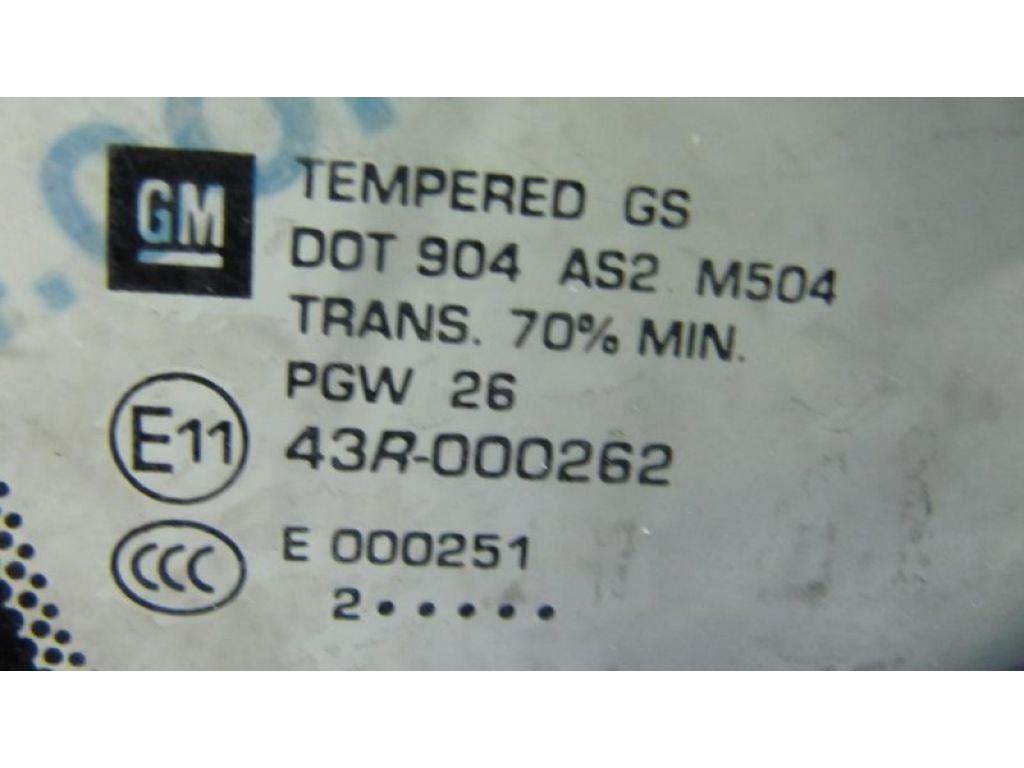 GM
TEMPERED GS
DOT 904 AS2 M504
TRANS. 70% MIN.
PGW 26
E11 43R-000262
CCC E 000251
2•••••